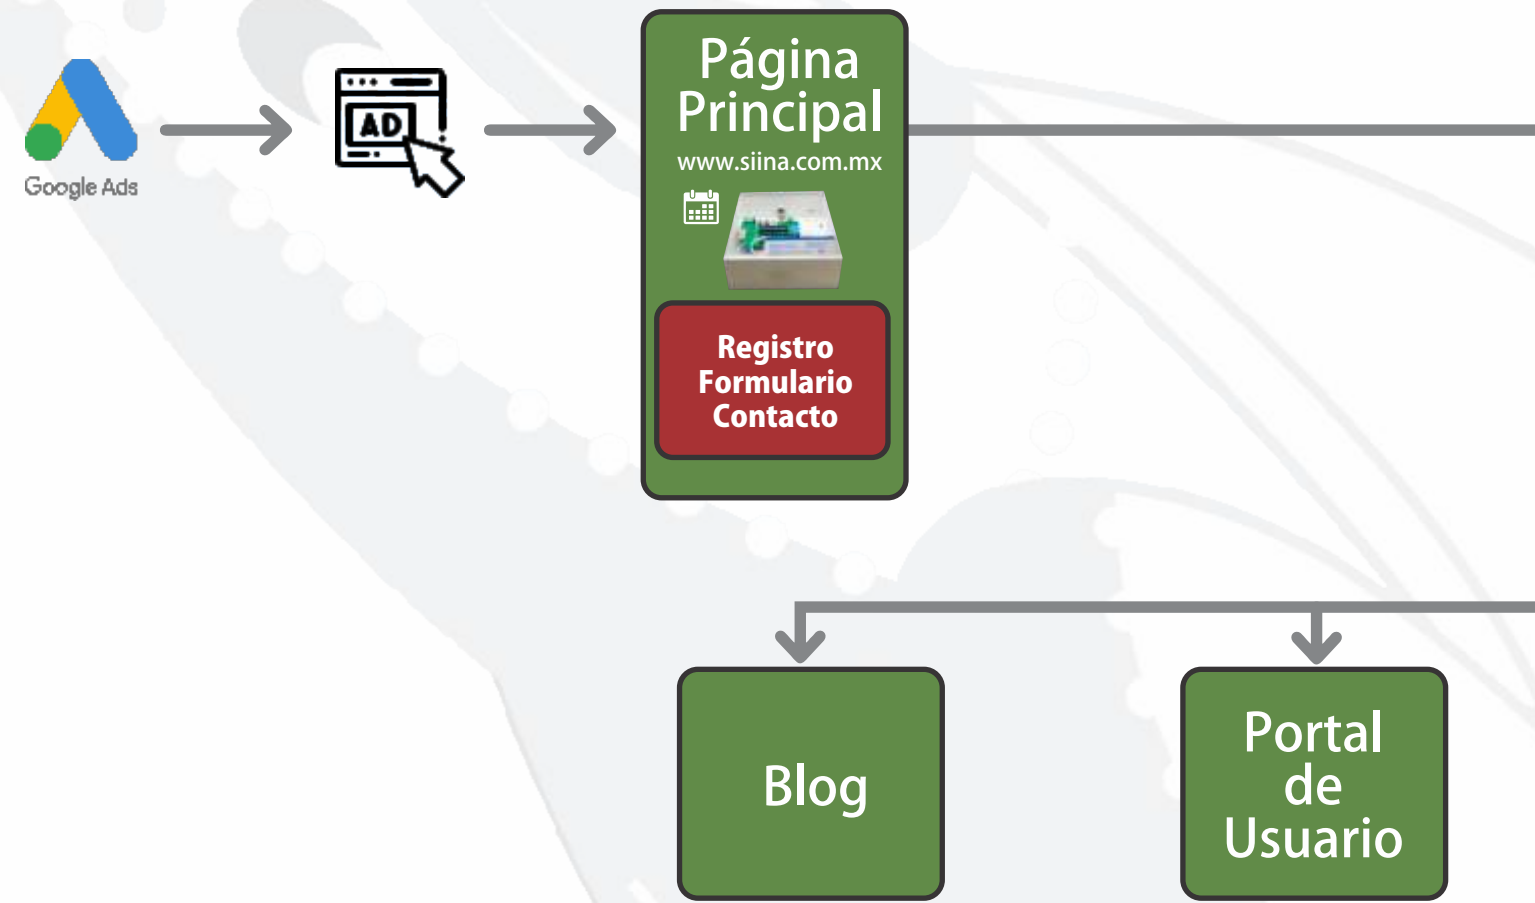 Google Ads
AD
Página
Principal
www.siina.com.mx
Registro
Formulario
Contacto
Blog
Portal
de
Usuario